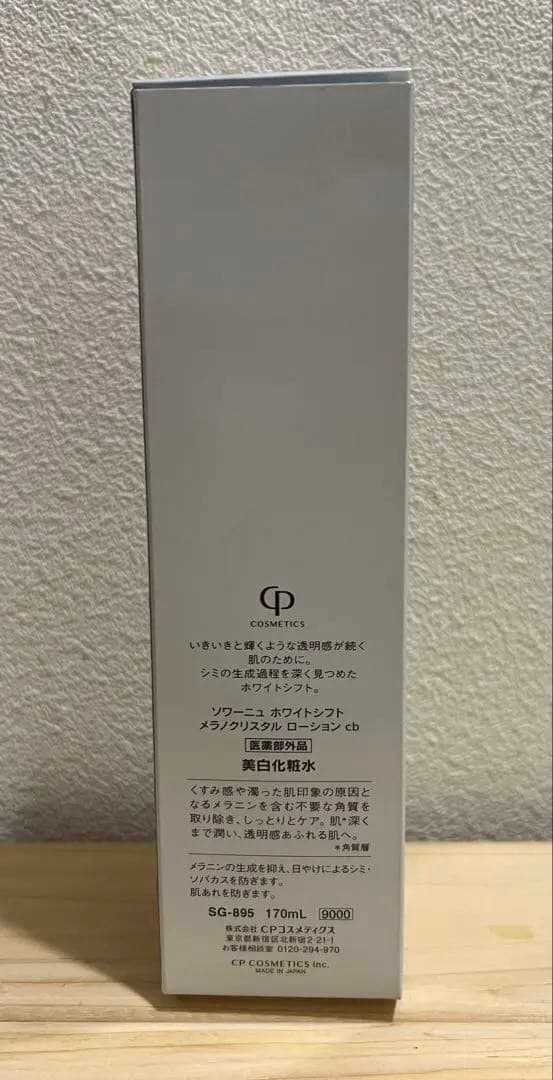 CP
COSMETICS
いきいきと輝くような透明感が続く
肌のために。
シミの生成過程を深く見つめた
ホワイトシフト。
ソワーニュ ホワイトシフト
メラノクリスタル ローション cb
医薬部外品
美白化粧水
くすみ感や濁った肌印象の原因と
なるメラニンを含む不要な角質を
取り除き、しっとりとケア。肌*深く
まで潤い、透明感あふれる肌へ。
*角質層
メラニンの生成を抑え、日やけによるシミ・
ソバカスを防ぎます。
肌あれを防ぎます。
SG-895 170mL 9000
株式会社 CPコスメティクス
東京都新宿区北新宿2-21-1
お客様相談室 0120-294-970
CP COSMETICS inc.
MADE IN JAPAN